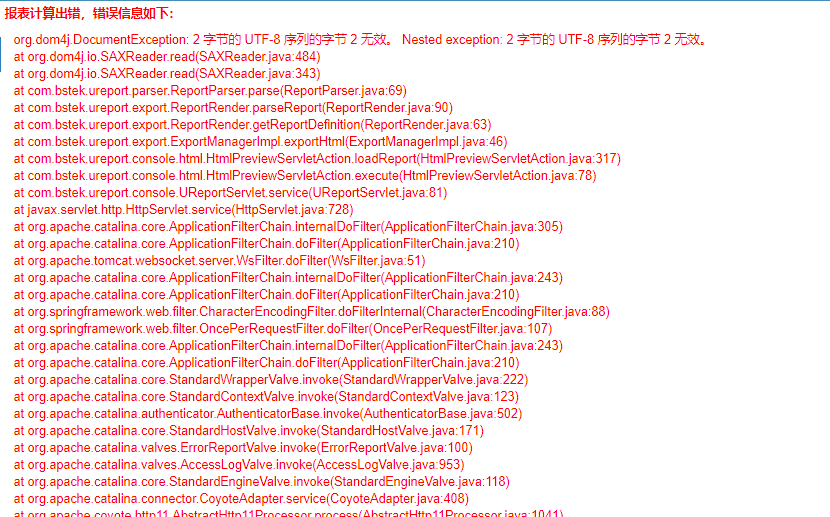 报表计算出错，错误信息如下：
org.dom4j.DocumentException: 2 字节的 UTF-8 序列的字节 2 无效。 Nested exception: 2 字节的 UTF-8 序列的字节 2 无效。
at org.dom4j.io.SAXReader.read(SAXReader.java:484)
at org.dom4j.io.SAXReader.read(SAXReader.java:343)
at com.bstek.ureport.parser.ReportParser.parse(ReportParser.java:69)
at com.bstek.ureport.export.ReportRender.parseReport(ReportRender.java:90)
at com.bstek.ureport.export.ReportRender.getReportDefinition(ReportRender.java:63)
at com.bstek.ureport.export.ExportManagerImpl.exportHtml(ExportManagerImpl.java:46)
at com.bstek.ureport.console.html.HtmlPreviewServletAction.loadReport(HtmlPreviewServletAction.java:317)
at com.bstek.ureport.console.html.HtmlPreviewServletAction.execute(HtmlPreviewServletAction.java:78)
at com.bstek.ureport.console.UReportServlet.service(UReportServlet.java:81)
at javax.servlet.http.HttpServlet.service(HttpServlet.java:728)
at org.apache.catalina.core.ApplicationFilterChain.internalDoFilter(ApplicationFilterChain.java:305)
at org.apache.catalina.core.ApplicationFilterChain.doFilter(ApplicationFilterChain.java:210)
at org.apache.tomcat.websocket.server.WsFilter.doFilter(WsFilter.java:51)
at org.apache.catalina.core.ApplicationFilterChain.internalDoFilter(ApplicationFilterChain.java:243)
at org.apache.catalina.core.ApplicationFilterChain.doFilter(ApplicationFilterChain.java:210)
at org.springframework.web.filter.CharacterEncodingFilter.doFilterInternal(CharacterEncodingFilter.java:88)
at org.springframework.web.filter.OncePerRequestFilter.doFilter(OncePerRequestFilter.java:107)
at org.apache.catalina.core.ApplicationFilterChain.internalDoFilter(ApplicationFilterChain.java:243)
at org.apache.catalina.core.ApplicationFilterChain.doFilter(ApplicationFilterChain.java:210)
at org.apache.catalina.core.StandardWrapperValve.invoke(StandardWrapperValve.java:222)
at org.apache.catalina.core.StandardContextValve.invoke(StandardContextValve.java:123)
at org.apache.catalina.authenticator.AuthenticatorBase.invoke(AuthenticatorBase.java:502)
at org.apache.catalina.core.StandardHostValve.invoke(StandardHostValve.java:171)
at org.apache.catalina.valves.ErrorReportValve.invoke(ErrorReportValve.java:100)
at org.apache.catalina.valves.AccessLogValve.invoke(AccessLogValve.java:953)
at org.apache.catalina.core.StandardEngineValve.invoke(StandardEngineValve.java:118)
at org.apache.catalina.connector.CoyoteAdapter.service(CoyoteAdapter.java:408)
at org.apache.coyote.http11.AbstractHttp11Processor.process(AbstractHttp11Processor.java:1041)